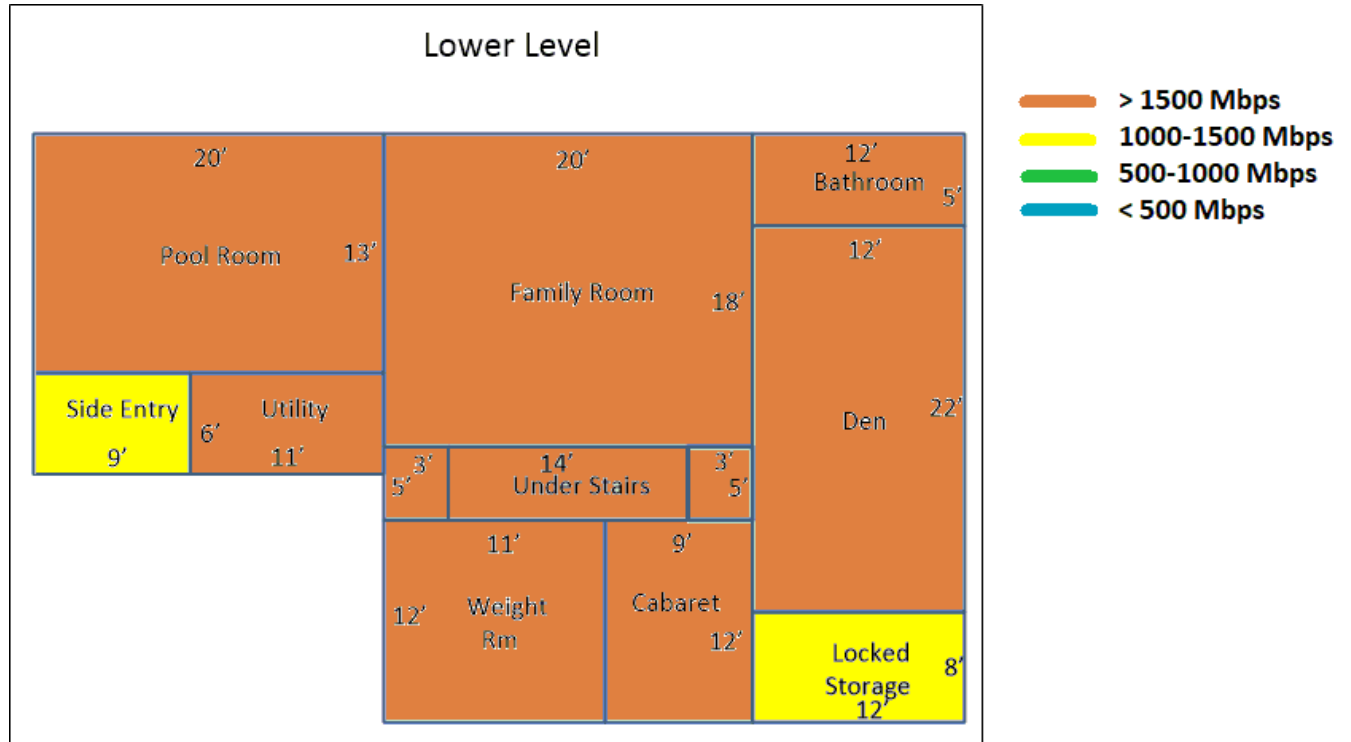 Lower Level
> 1500 Mbps
1000-1500 Mbps
500-1000 Mbps
< 500 Mbps
20′
Pool Room
13′
20′
Family Room
18′
12′
Bathroom
5′
12′
Den
22′
Side Entry
9′
Utility
6′
11′
3′
5′
14′
Under Stairs
3′
5′
11′
12′
Weight
Rm
9′
Cabaret
12′
Locked
Storage
8′
12′